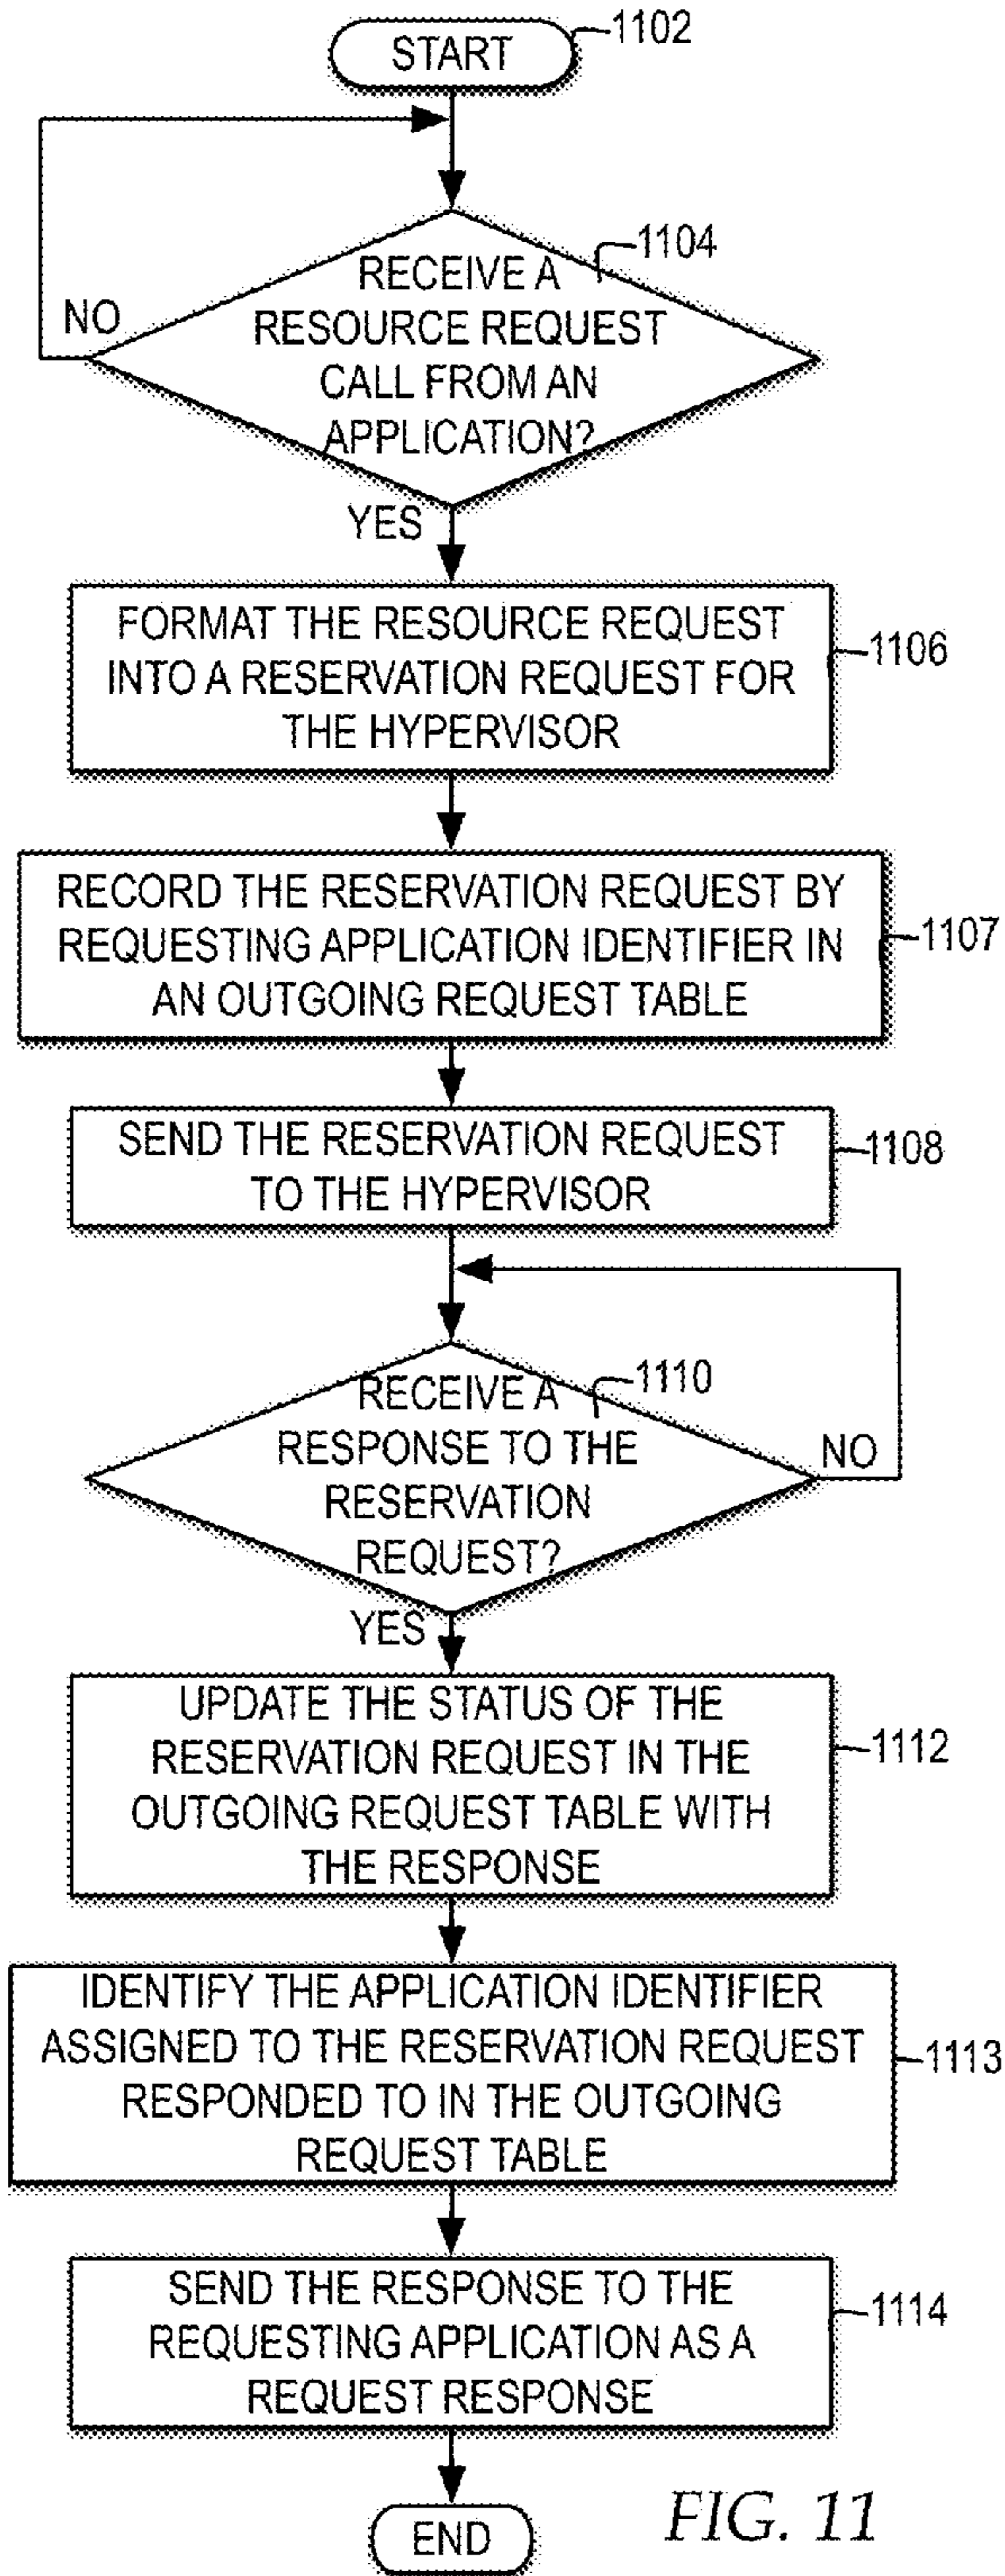 START
1102
1104
RECEIVE A
RESOURCE REQUEST
CALL FROM AN
APPLICATION?
NO
YES
FORMAT THE RESOURCE REQUEST
INTO A RESERVATION REQUEST FOR
THE HYPERVISOR
1106
RECORD THE RESERVATION REQUEST BY
REQUESTING APPLICATION IDENTIFIER IN
AN OUTGOING REQUEST TABLE
1107
SEND THE RESERVATION REQUEST
TO THE HYPERVISOR
1108
1110
RECEIVE A
RESPONSE TO THE
RESERVATION
REQUEST?
NO
YES
UPDATE THE STATUS OF THE
RESERVATION REQUEST IN THE
OUTGOING REQUEST TABLE WITH
THE RESPONSE
1112
IDENTIFY THE APPLICATION IDENTIFIER
ASSIGNED TO THE RESERVATION REQUEST
RESPONDED TO IN THE OUTGOING
REQUEST TABLE
1113
SEND THE RESPONSE TO THE
REQUESTING APPLICATION AS A
REQUEST RESPONSE
1114
END
FIG. 11